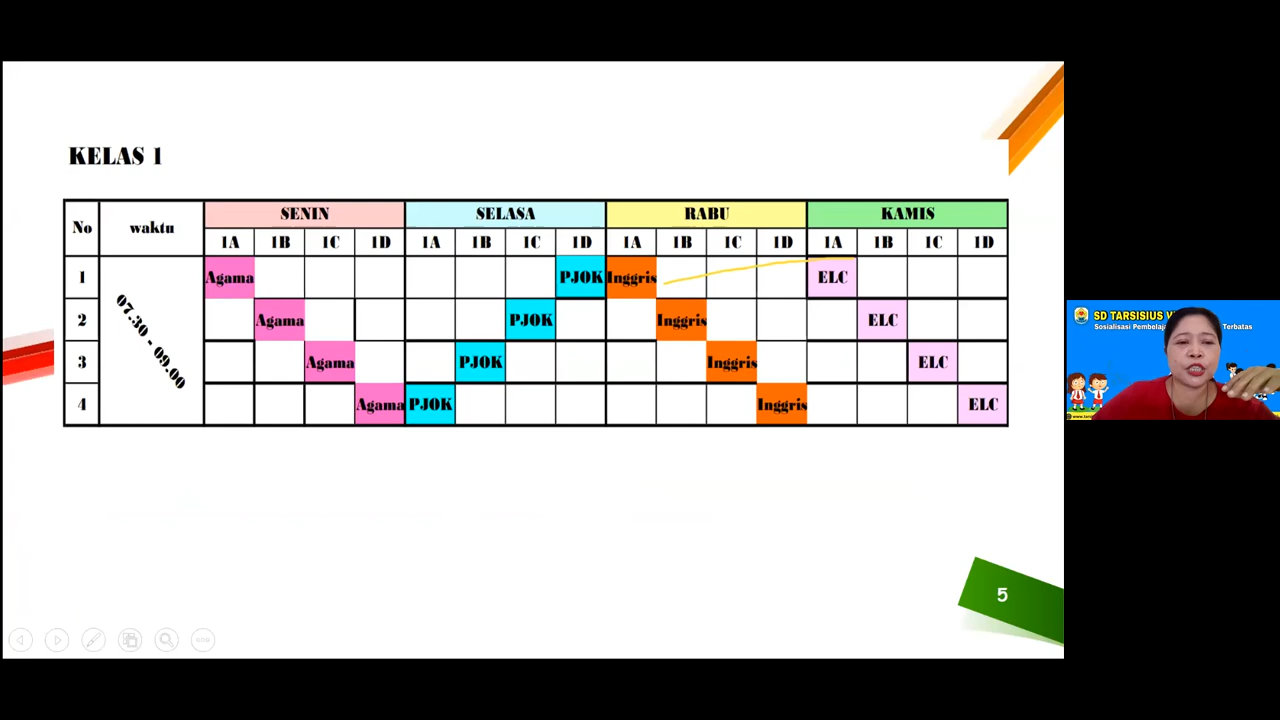 KELAS 1
No waktu SENIN SELASA RABU KAMIS
1A 1B 1C 1D 1A 1B 1C 1D 1A 1B 1C 1D 1A 1B 1C 1D
1 Agama PJOK Inggris ELC
2 Agama PJOK Inggris ELC
3 Agama PJOK Inggris ELC
4 Agama PJOK Inggris ELC
07.30 - 09.00
5
SD TARSISIUS
Sosialisasi Terbatas